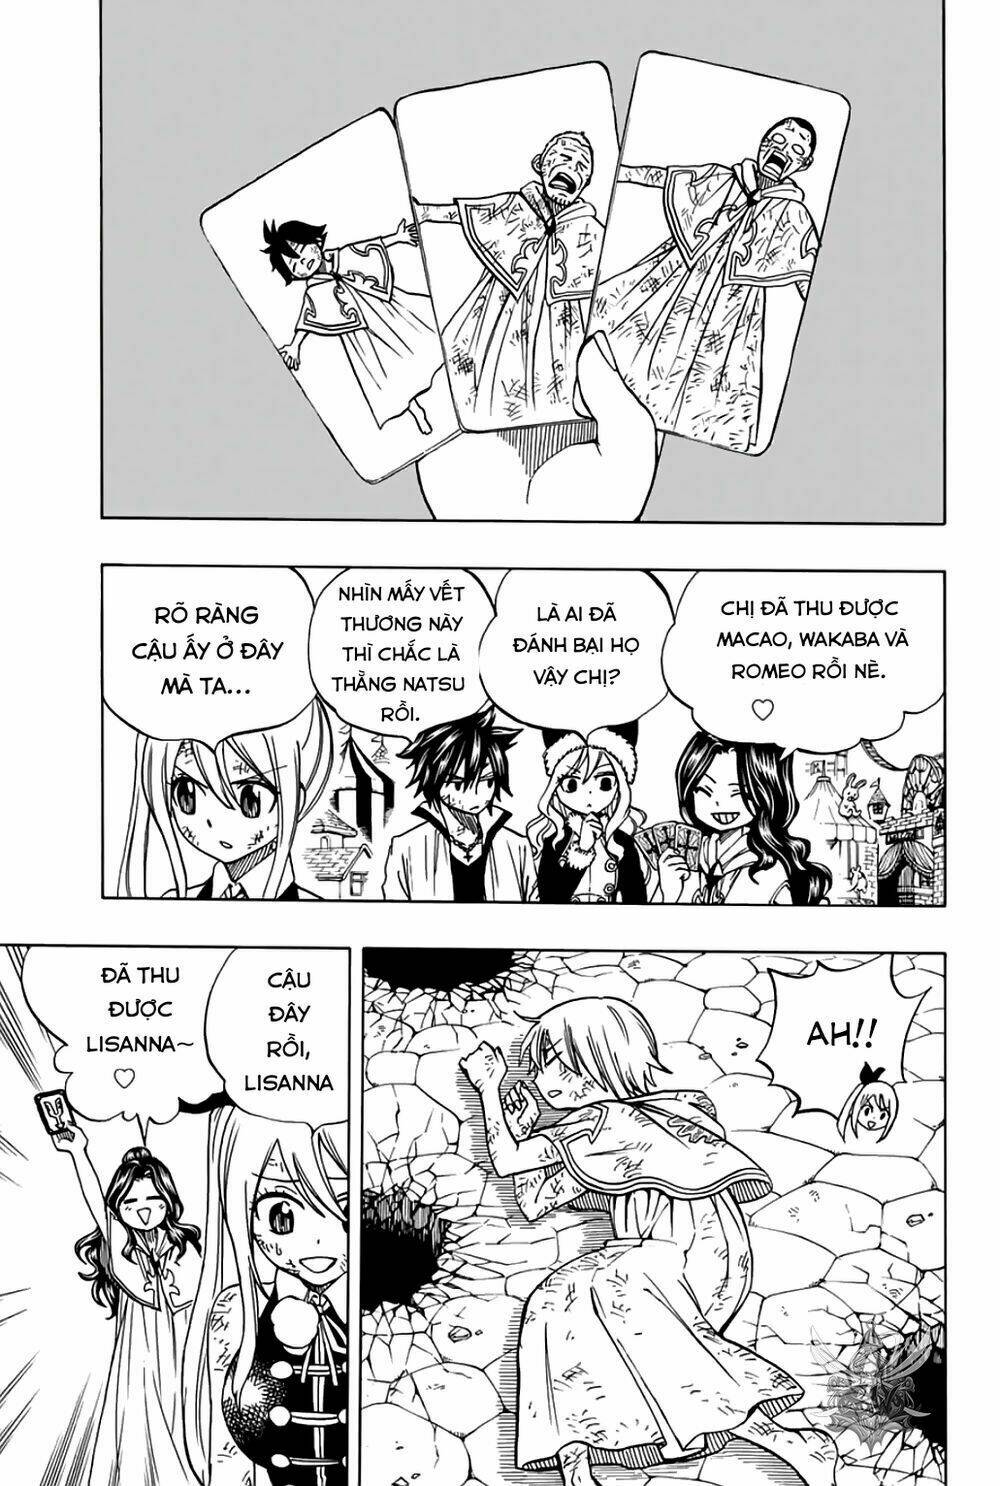 CHỊ ĐÃ THU ĐƯỢC
MACAO, WAKABA VÀ
ROMEO RỒI NÈ.
♡
LÀ AI ĐÃ
ĐÁNH BẠI HỌ
VẬY CHỊ?
NHÌN MẤY VẾT
THƯƠNG NÀY
THÌ CHẮC LÀ
THẰNG NATSU
RỒI.
RÕ RÀNG
CẬU ẤY Ở ĐÂY
MÀ TA...
AH!!
CẬU
ĐÂY
RỒI,
LISANNA
ĐÃ THU
ĐƯỢC
LISANNA~
♡